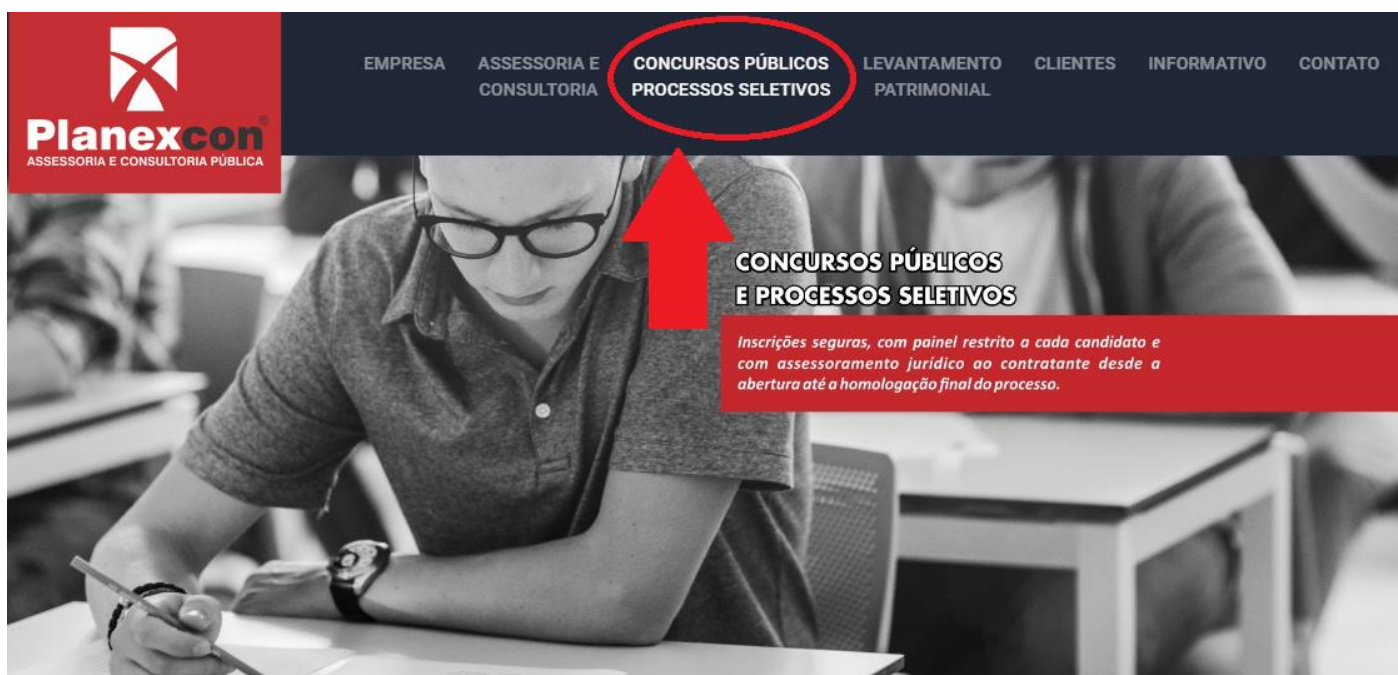 Planexcon®
ASSESSORIA E CONSULTORIA PÚBLICA
EMPRESA
ASSESSORIA E
CONSULTORIA
CONCURSOS PÚBLICOS
PROCESSOS SELETIVOS
LEVANTAMENTO
PATRIMONIAL
CLIENTES
INFORMATIVO
CONTATO
CONCURSOS PÚBLICOS
E PROCESSOS SELETIVOS
Inscrições seguras, com painel restrito a cada candidato e
com assessoramento jurídico ao contratante desde a
abertura até a homologação final do processo.